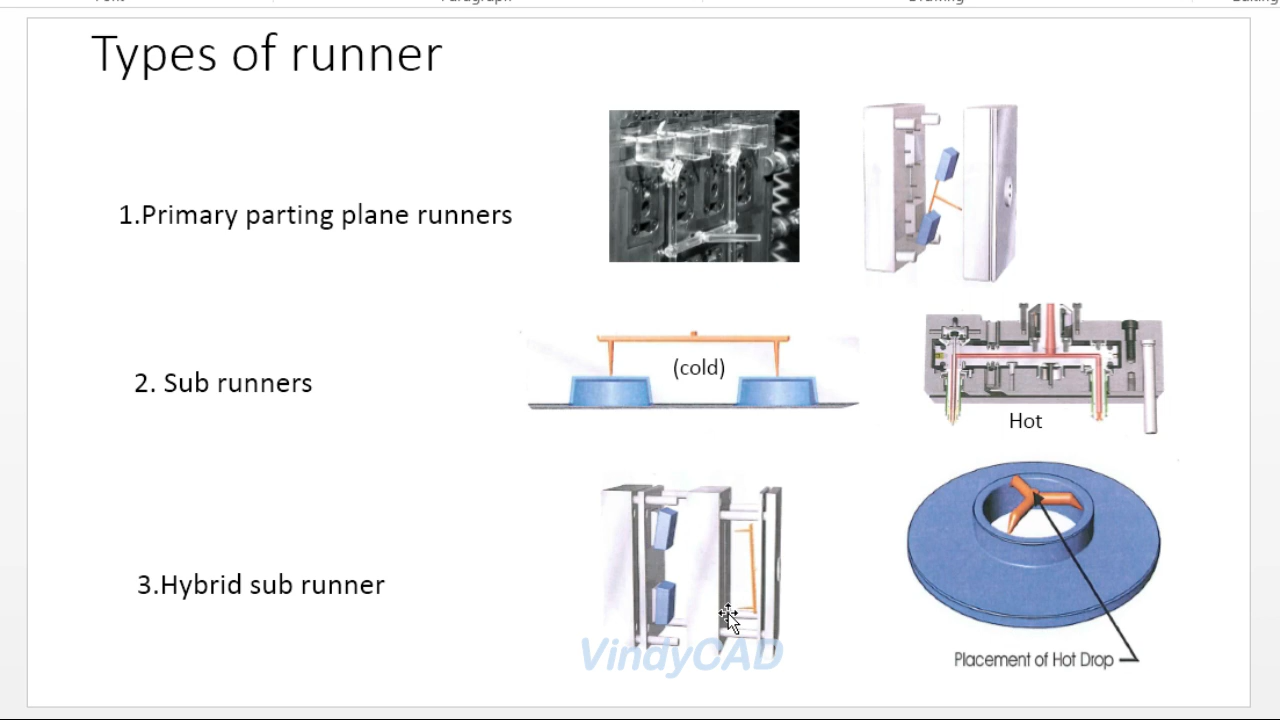 Types of runner
1.Primary parting plane runners
2. Sub runners
(cold)
Hot
3.Hybrid sub runner
VindyCAD
Placement of Hot Drop